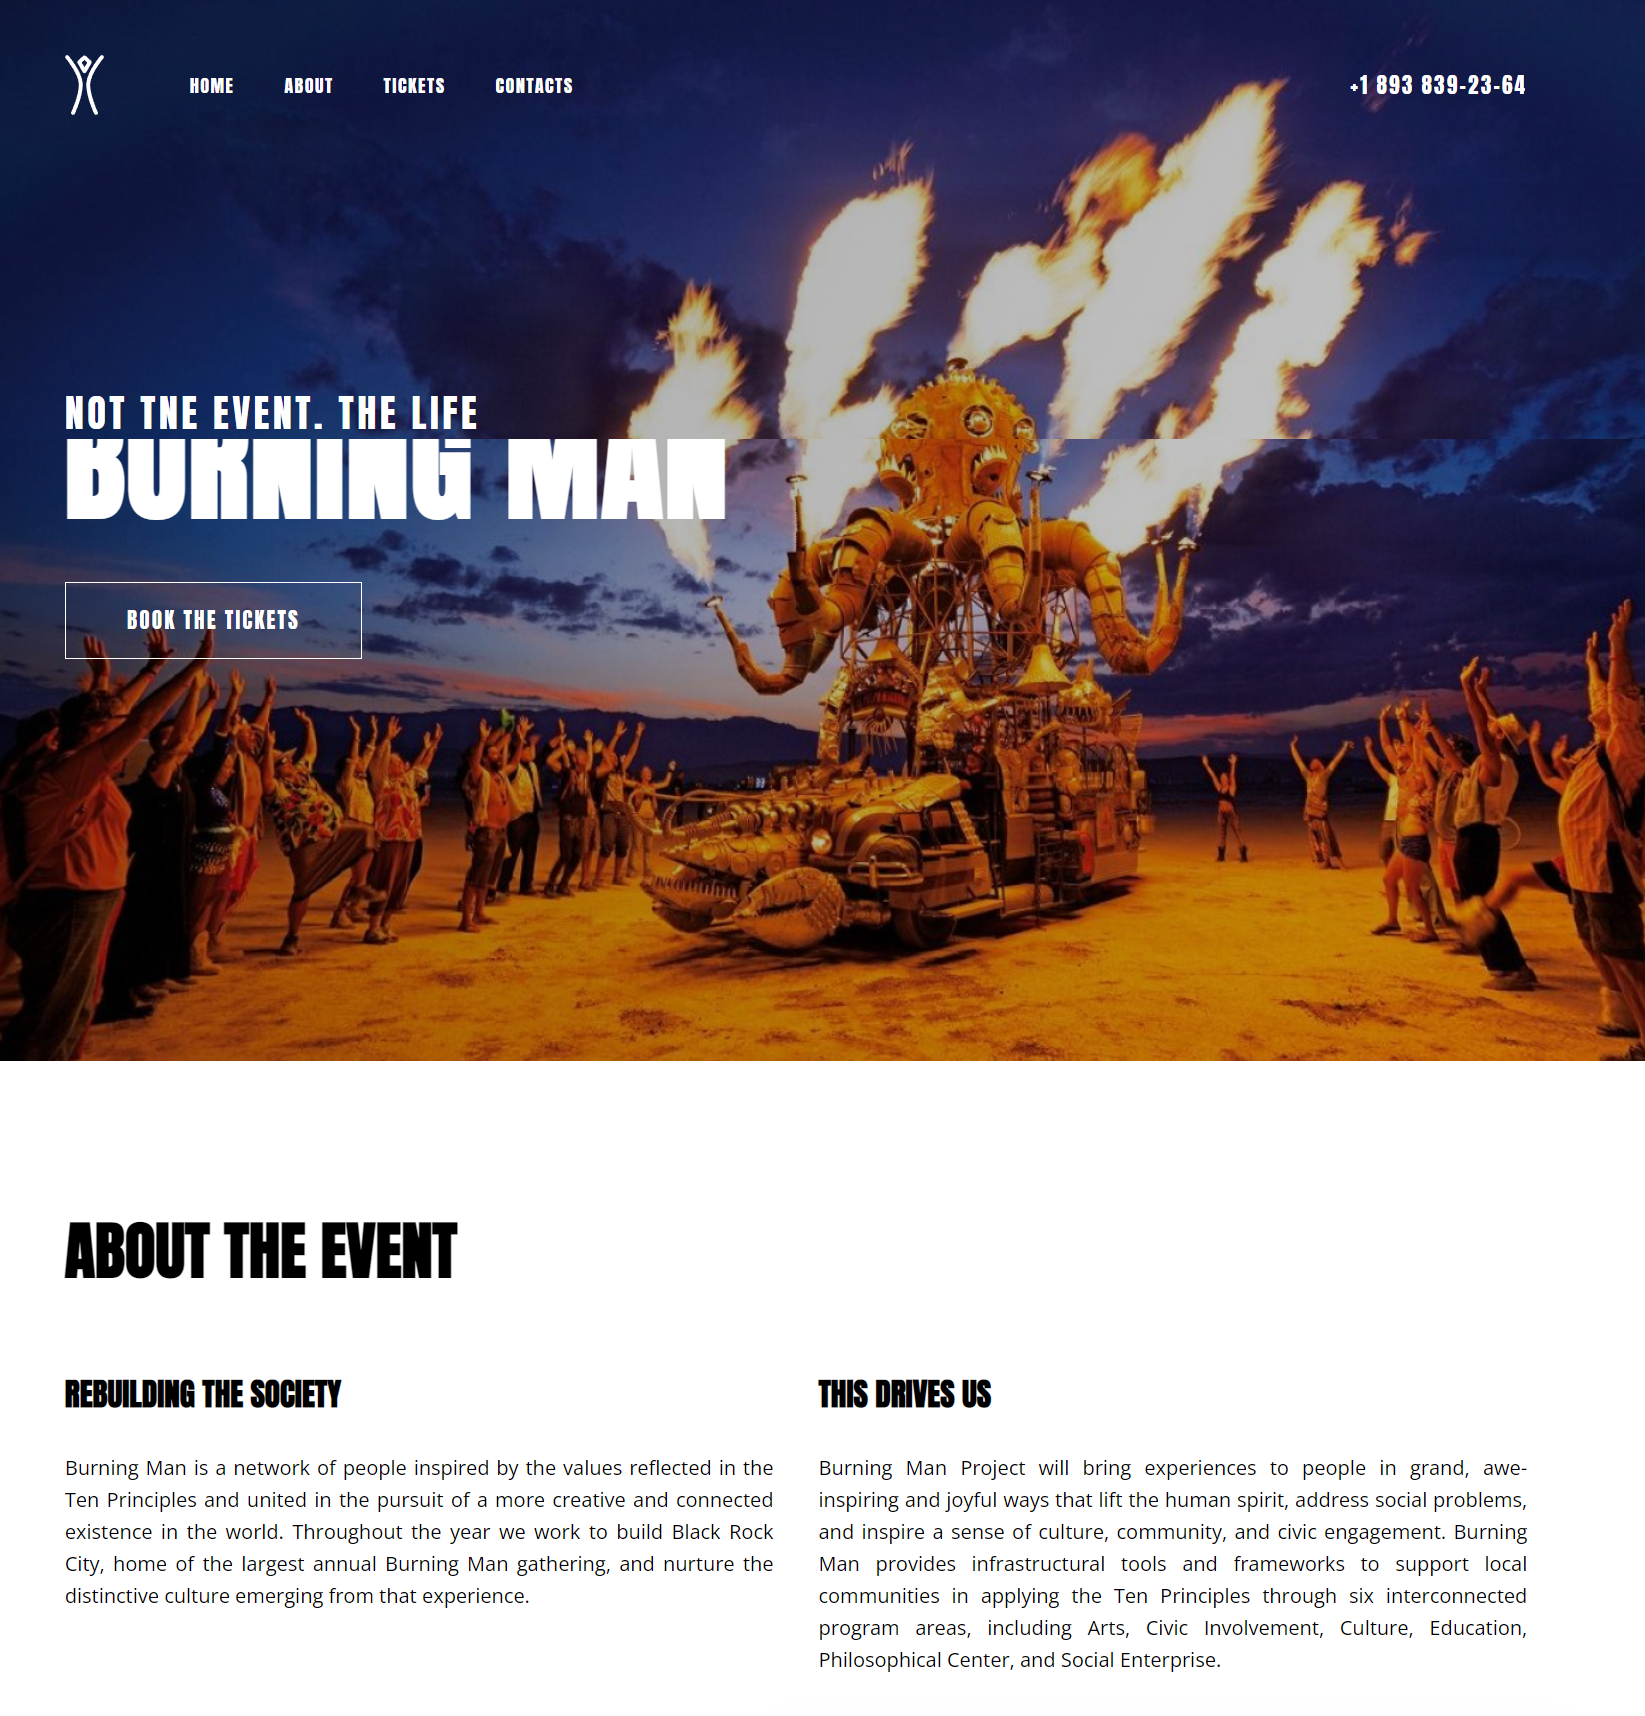 HOME ABOUT TICKETS CONTACTS +1 893 839-23-64
NOT TNE EVENT. THE LIFE
BURNING MAN
BOOK THE TICKETS
ABOUT THE EVENT
REBUILDING THE SOCIETY
Burning Man is a network of people inspired by the values reflected in the
Ten Principles and united in the pursuit of a more creative and connected
existence in the world. Throughout the year we work to build Black Rock
City, home of the largest annual Burning Man gathering, and nurture the
distinctive culture emerging from that experience.
THIS DRIVES US
Burning Man Project will bring experiences to people in grand, awe-
inspiring and joyful ways that lift the human spirit, address social problems,
and inspire a sense of culture, community, and civic engagement. Burning
Man provides infrastructural tools and frameworks to support local
communities in applying the Ten Principles through six interconnected
program areas, including Arts, Civic Involvement, Culture, Education,
Philosophical Center, and Social Enterprise.